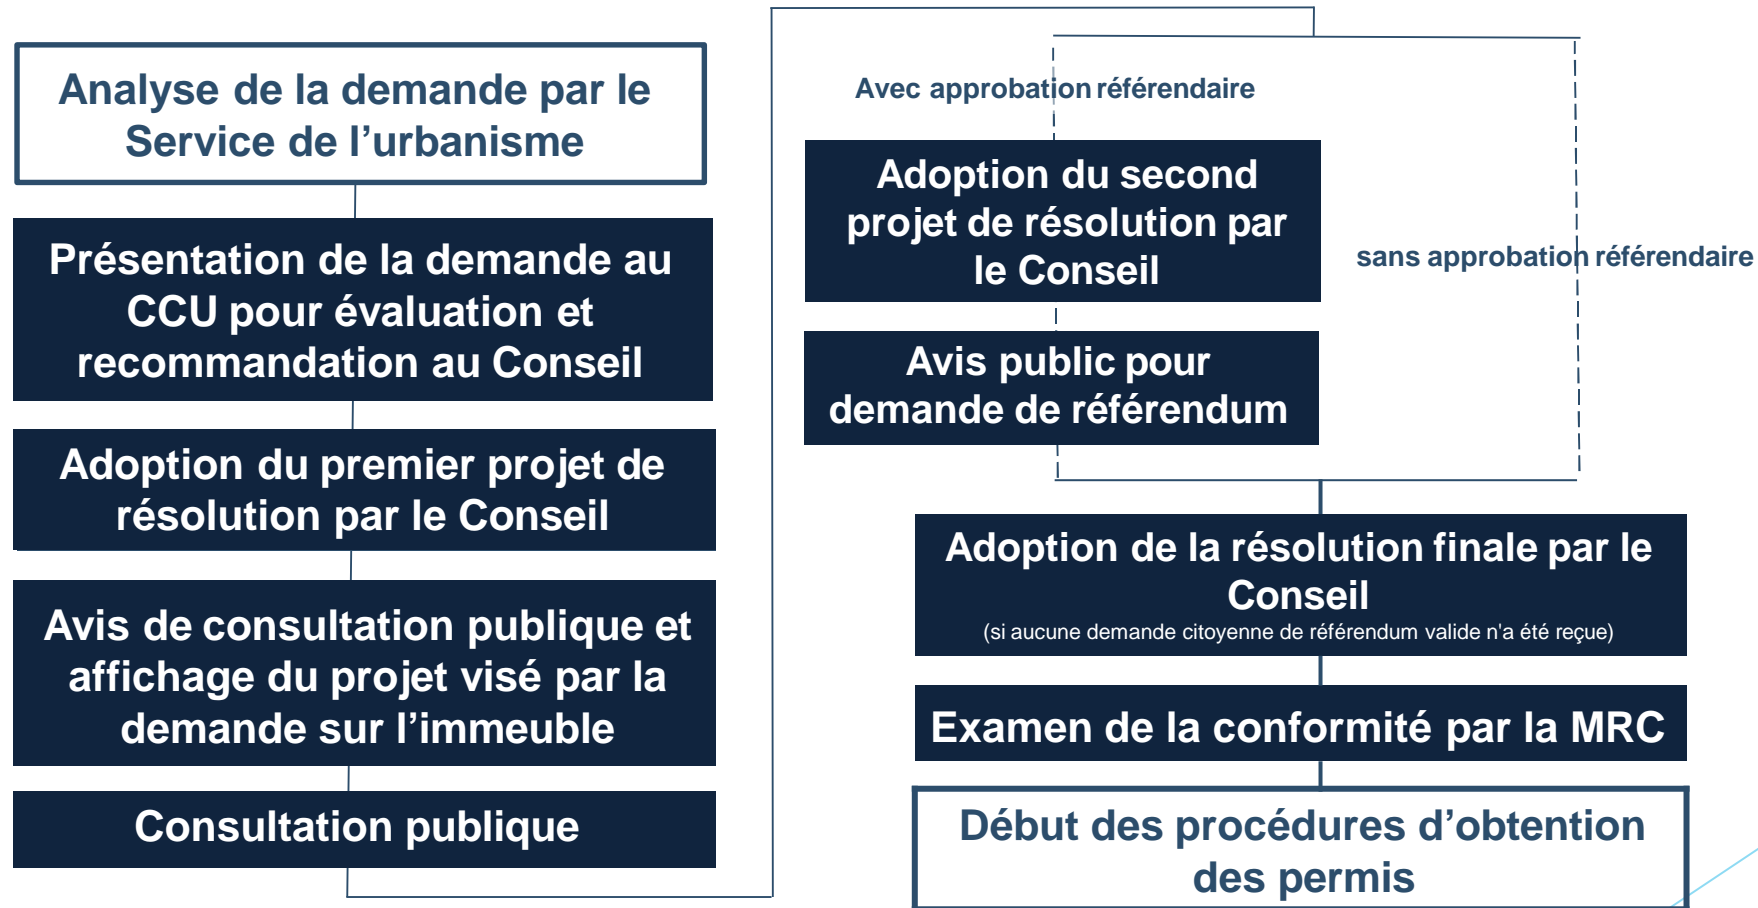 Analyse de la demande par le
Service de l’urbanisme
Présentation de la demande au
CCU pour évaluation et
recommandation au Conseil
Adoption du premier projet de
résolution par le Conseil
Avis de consultation publique et
affichage du projet visé par la
demande sur l’immeuble
Consultation publique
Avec approbation référendaire
Adoption du second
projet de résolution par
le Conseil
sans approbation référendaire
Avis public pour
demande de référendum
Adoption de la résolution finale par le
Conseil
(si aucune demande citoyenne de référendum valide n'a été reçue)
Examen de la conformité par la MRC
Début des procédures d’obtention
des permis